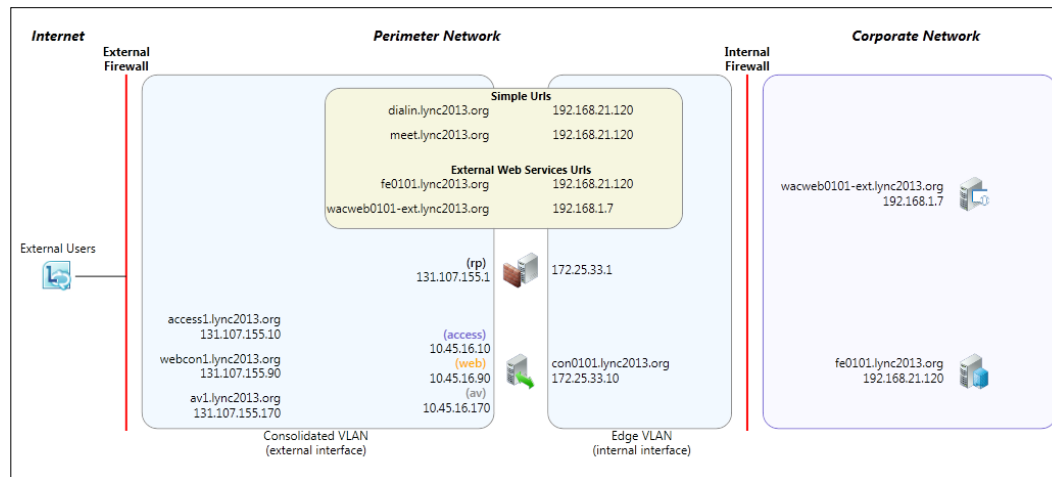 Internet
Perimeter Network
Corporate Network
External
Firewall
Internal
Firewall
Simple Urls
dialin.lync2013.org 192.168.21.120
meet.lync2013.org 192.168.21.120
External Web Services Urls
fe0101.lync2013.org 192.168.21.120
wacweb0101-ext.lync2013.org 192.168.1.7
wacweb0101-ext.lync2013.org
192.168.1.7
External Users
(rp)
131.107.155.1
172.25.33.1
access1.lync2013.org
131.107.155.10
webcon1.lync2013.org
131.107.155.90
av1.lync2013.org
131.107.155.170
(access)
10.45.16.10
(web)
10.45.16.90
(av)
10.45.16.170
con0101.lync2013.org
172.25.33.10
fe0101.lync2013.org
192.168.21.120
Consolidated VLAN
(external interface)
Edge VLAN
(internal interface)